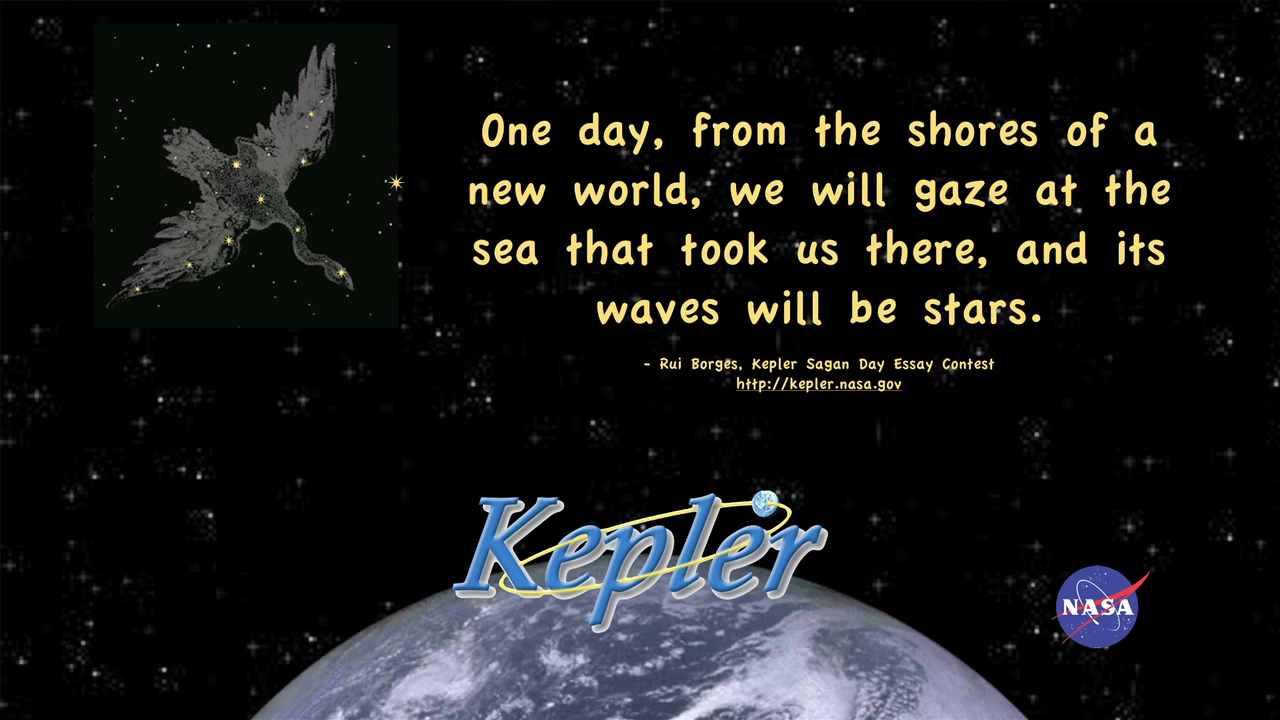 One day, from the shores of a
new world, we will gaze at the
sea that took us there, and its
waves will be stars.
- Rui Borges, Kepler Sagan Day Essay Contest
http://kepler.nasa.gov
Kepler
NASA